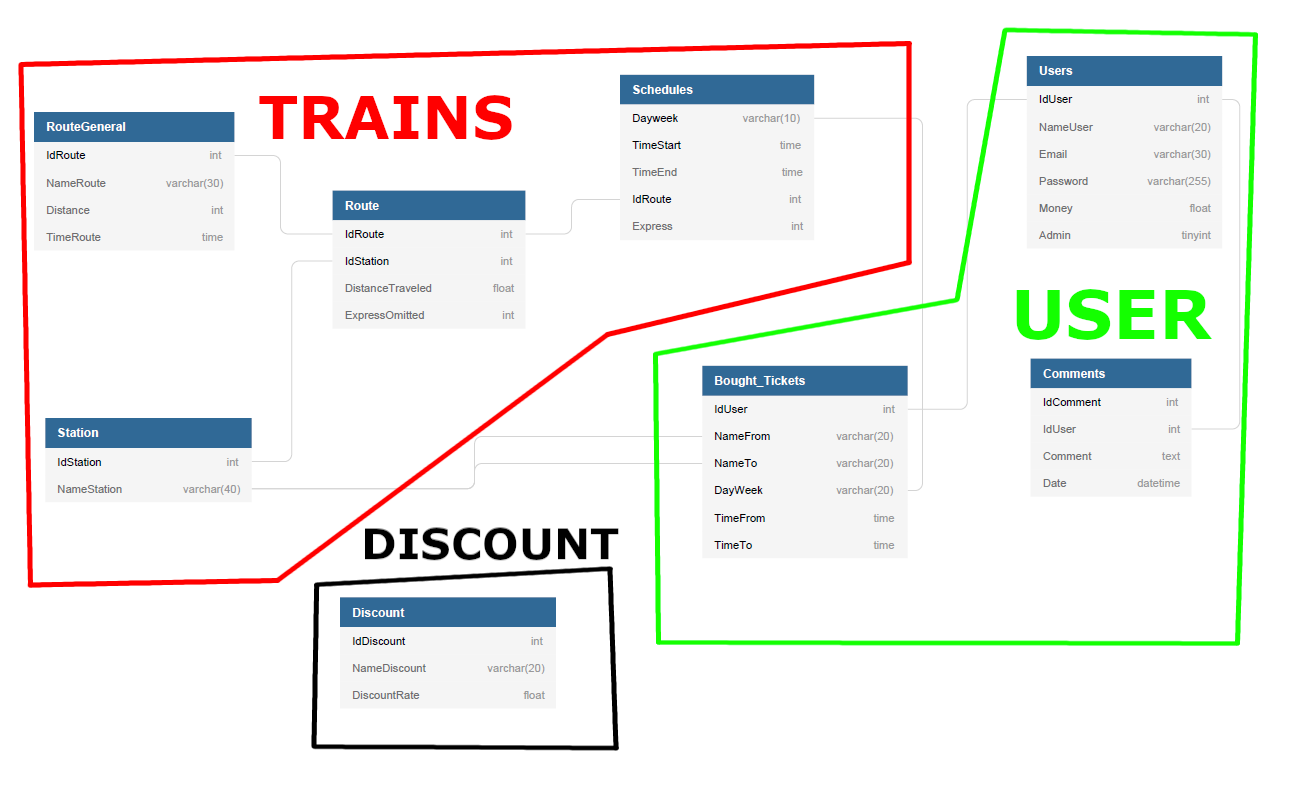 TRAINS
RouteGeneral
IdRoute int
NameRoute varchar(30)
Distance int
TimeRoute time
Route
IdRoute int
IdStation int
DistanceTraveled float
ExpressOmitted int
Schedules
Dayweek varchar(10)
TimeStart time
TimeEnd time
IdRoute int
Express int
Station
IdStation int
NameStation varchar(40)
USER
Users
IdUser int
NameUser varchar(20)
Email varchar(30)
Password varchar(255)
Money float
Admin tinyint
Bought_Tickets
IdUser int
NameFrom varchar(20)
NameTo varchar(20)
DayWeek varchar(20)
TimeFrom time
TimeTo time
Comments
IdComment int
IdUser int
Comment text
Date datetime
DISCOUNT
Discount
IdDiscount int
NameDiscount varchar(20)
DiscountRate float